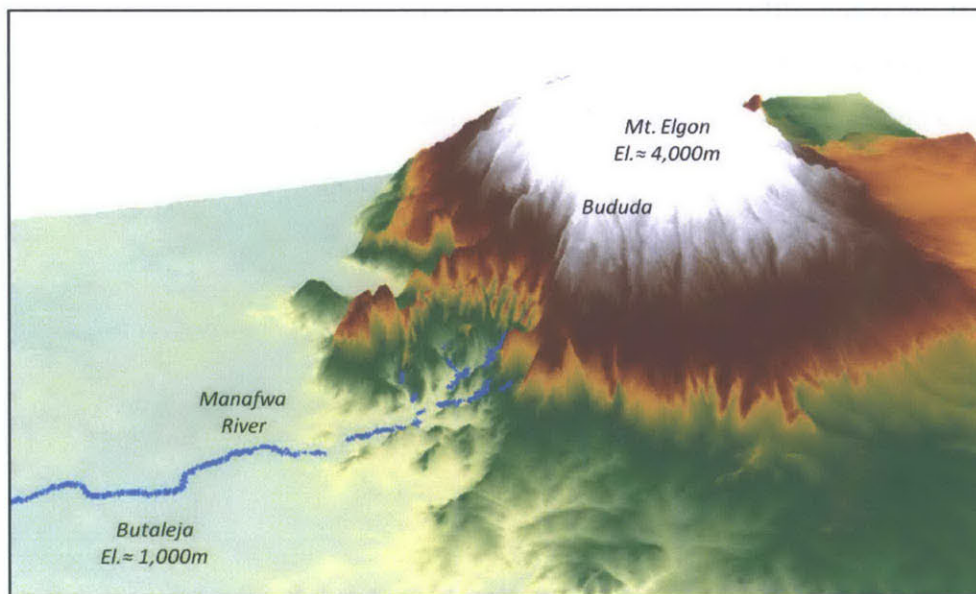 Mt. Elgon
El.≈ 4,000m
Bududa
Manafwa
River
Butaleja
El.≈ 1,000m